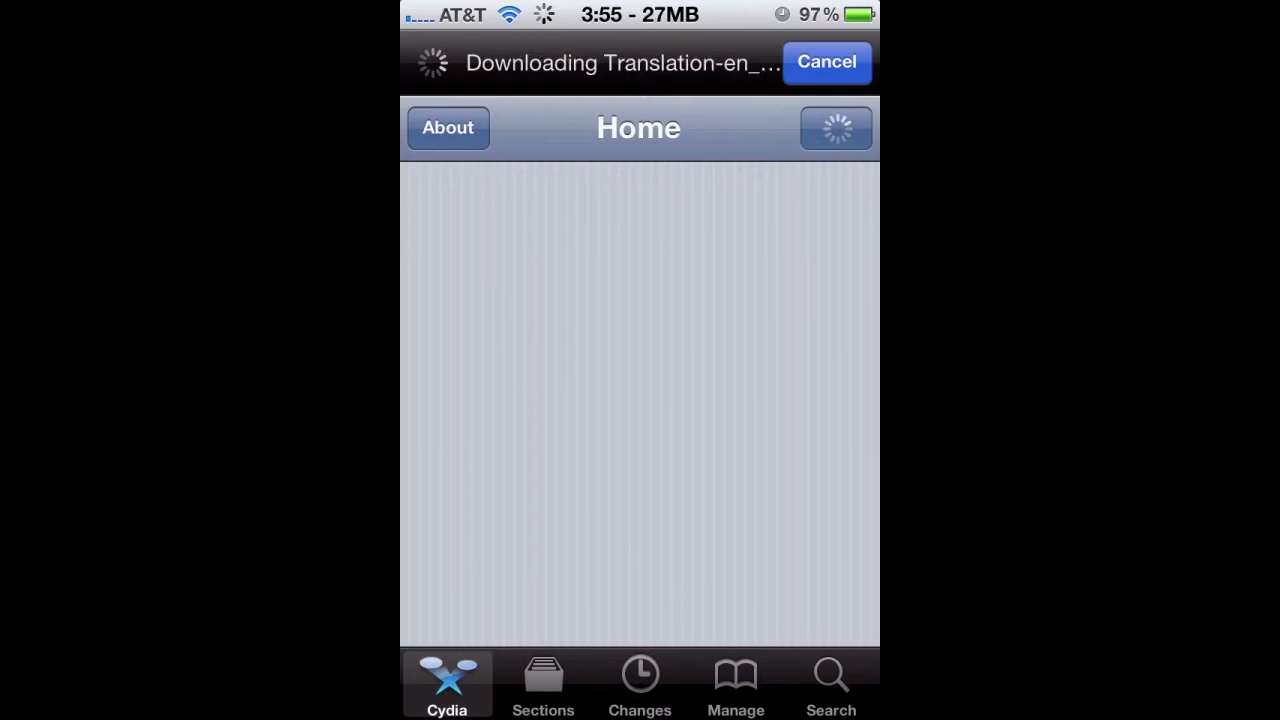 AT&T 3:55 - 27MB 97%
Downloading Translation-en_... Cancel
About Home
Cydia Sections Changes Manage Search